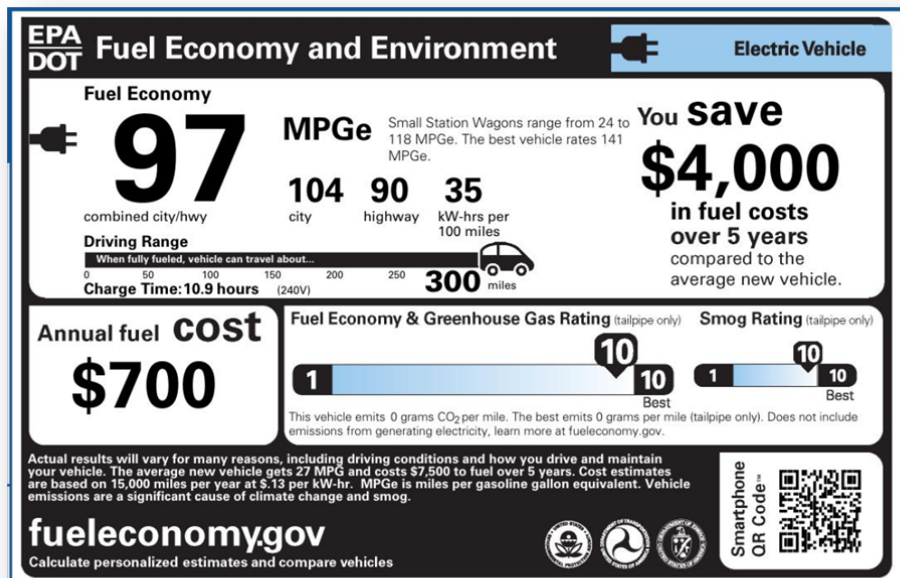 EPA
DOT
Fuel Economy and Environment
Electric Vehicle
Fuel Economy
97
combined city/hwy
MPGe
Small Station Wagons range from 24 to
118 MPGe. The best vehicle rates 141
MPGe.
104
city
90
highway
35
kW-hrs per
100 miles
You save
$4,000
in fuel costs
over 5 years
compared to the
average new vehicle.
Driving Range
When fully fueled, vehicle can travel about...
0 50 100 150 200 250 300 miles
Charge Time: 10.9 hours (240V)
Annual fuel cost
$700
Fuel Economy & Greenhouse Gas Rating (tailpipe only)
10
1
10
Best
Smog Rating (tailpipe only)
10
1
10
Best
This vehicle emits 0 grams CO₂ per mile. The best emits 0 grams per mile (tailpipe only). Does not include
emissions from generating electricity, learn more at fueleconomy.gov.
Actual results will vary for many reasons, including driving conditions and how you drive and maintain
your vehicle. The average new vehicle gets 27 MPG and costs $7,500 to fuel over 5 years. Cost estimates
are based on 15,000 miles per year at $.13 per kW-hr. MPGe is miles per gasoline gallon equivalent. Vehicle
emissions are a significant cause of climate change and smog.
fueleconomy.gov
Calculate personalized estimates and compare vehicles
Smartphone
QR Code™